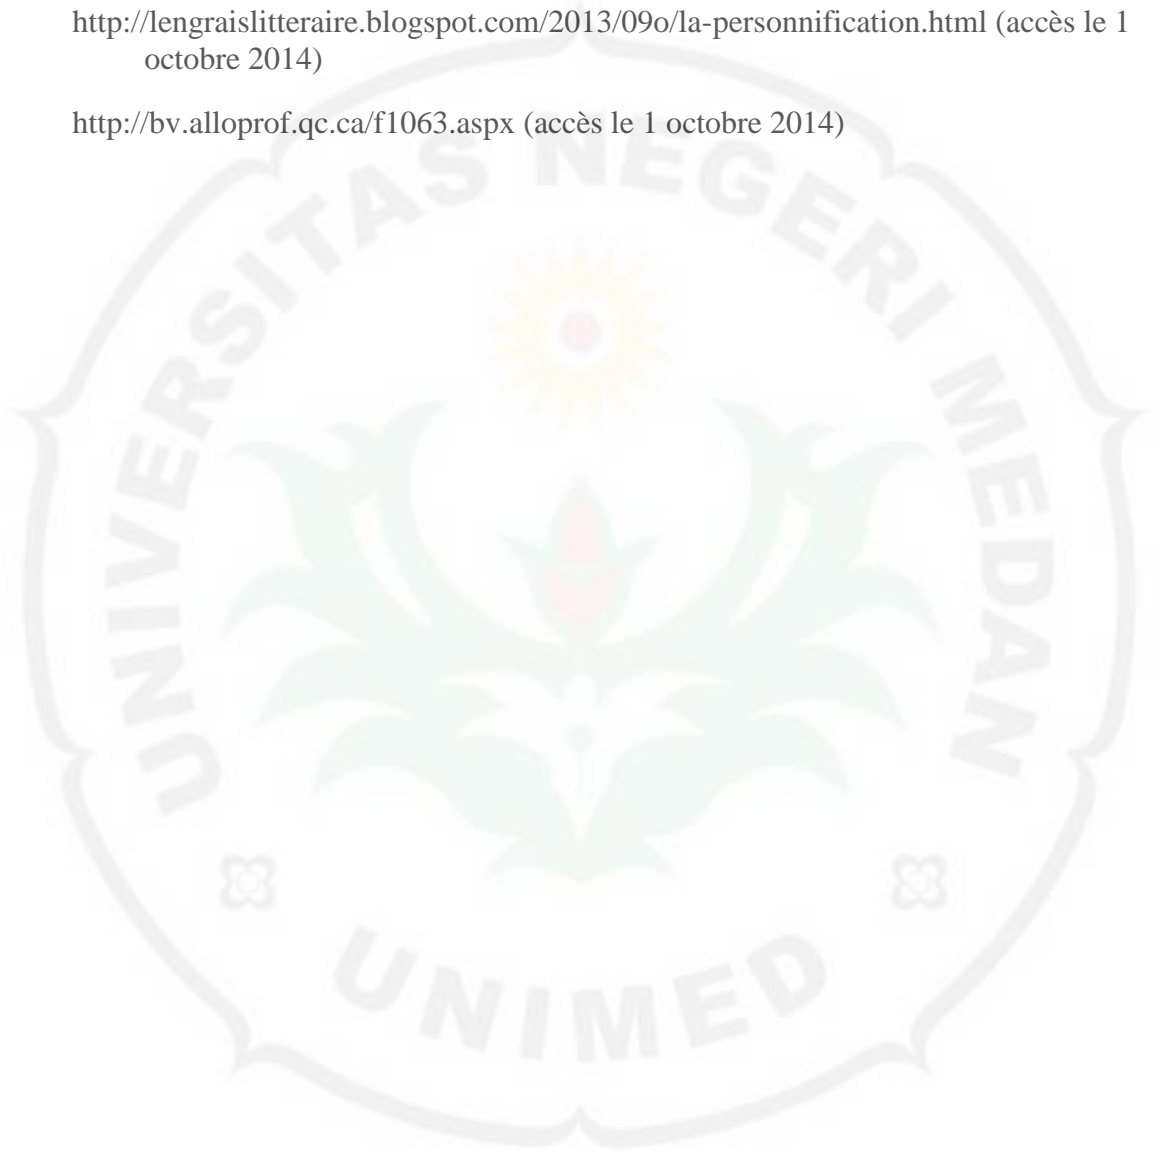 http://lengraislitteraire.blogspot.com/2013/09o/la-personnification.html (accès le 1
octobre 2014)
http://bv.alloprof.qc.ca/f1063.aspx (accès le 1 octobre 2014)
UNIVERSITAS NEGERI MEDAN
UNIMED